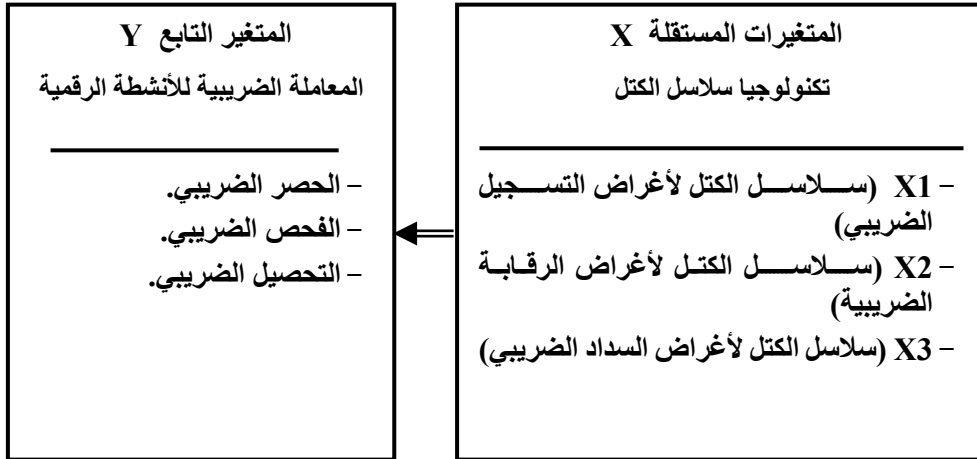 المتغيرات المستقلة X
تكنولوجيا سلاسل الكتل
– X1 (سلاسل الكتل لأغراض التسجيل
الضريبي)
– X2 (سلاسل الكتل لأغراض الرقابة
الضريبية)
– X3 (سلاسل الكتل لأغراض السداد الضريبي)
المتغير التابع Y
المعاملة الضريبية للأنشطة الرقمية
– الحصر الضريبي.
– الفحص الضريبي.
– التحصيل الضريبي.